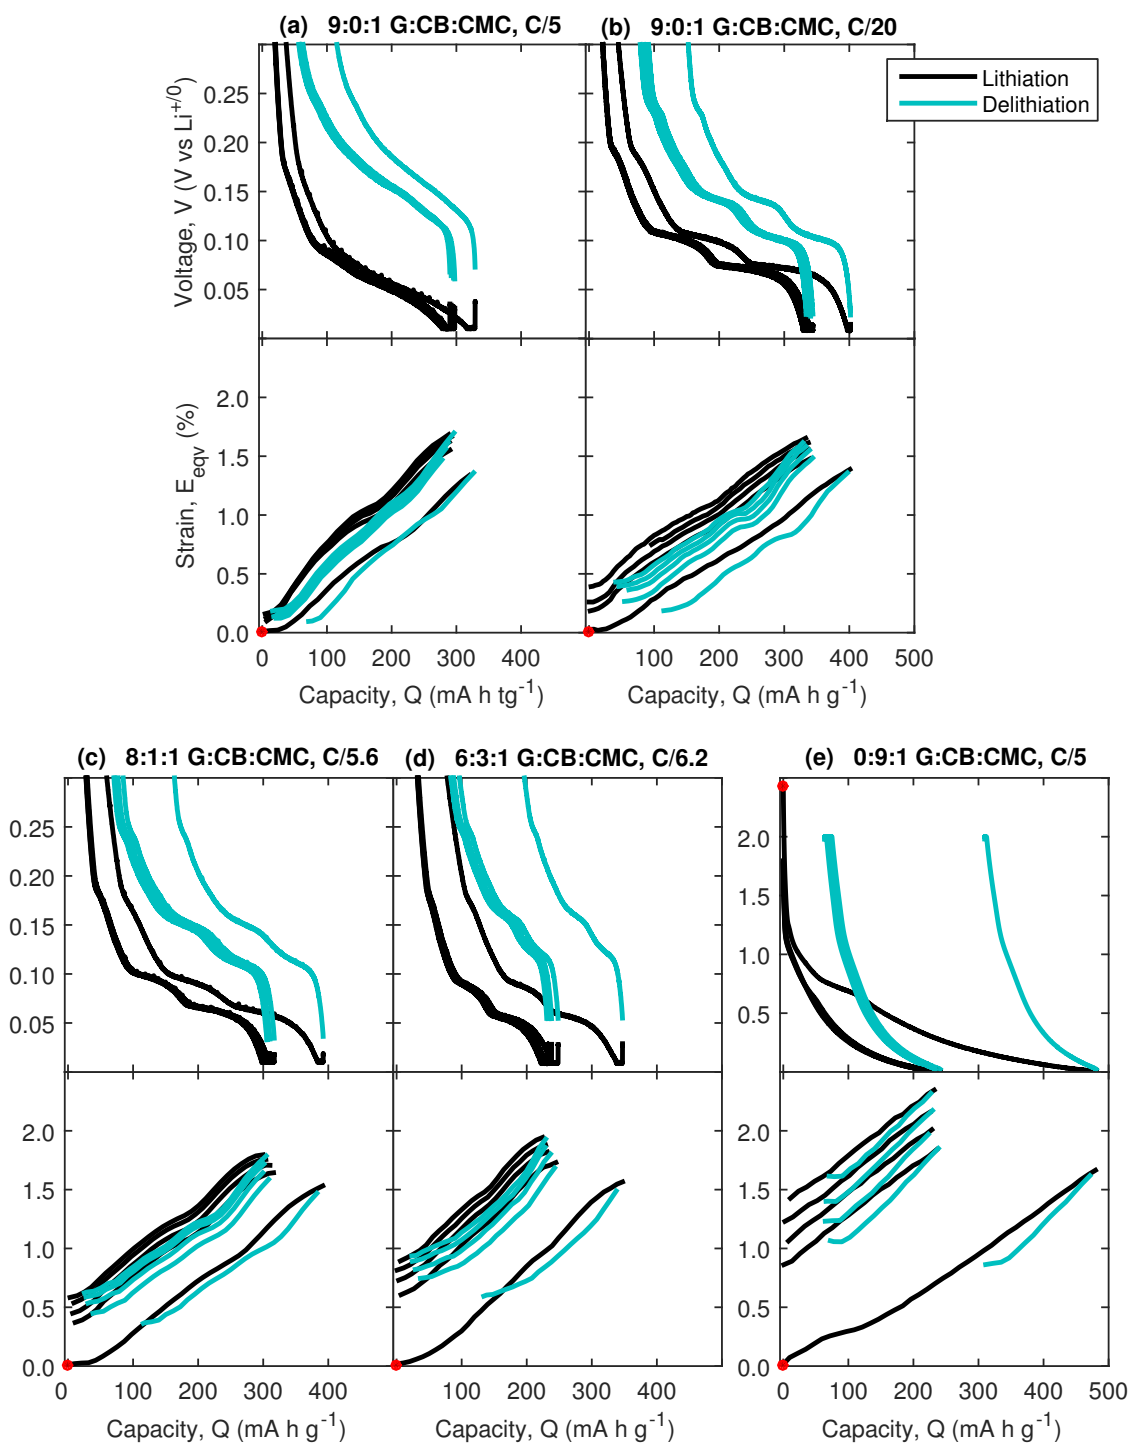 (a) 9:0:1 G:CB:CMC, C/5
(b) 9:0:1 G:CB:CMC, C/20
Lithiation
Delithiation
Voltage, V (V vs Li+/0)
0.25
0.20
0.15
0.10
0.05
Strain, Eeqv (%)
2.0
1.5
1.0
0.5
0.0
0 100 200 300 400
100 200 300 400 500
Capacity, Q (mA h tg-1)
Capacity, Q (mA h g-1)
(c) 8:1:1 G:CB:CMC, C/5.6
(d) 6:3:1 G:CB:CMC, C/6.2
(e) 0:9:1 G:CB:CMC, C/5
0.25
0.20
0.15
0.10
0.05
2.0
1.5
1.0
0.5
2.0
1.5
1.0
0.5
0.0
2.0
1.5
1.0
0.5
0.0
0 100 200 300 400
0 100 200 300 400
0 100 200 300 400 500
Capacity, Q (mA h g-1)
Capacity, Q (mA h g-1)
Capacity, Q (mA h g-1)